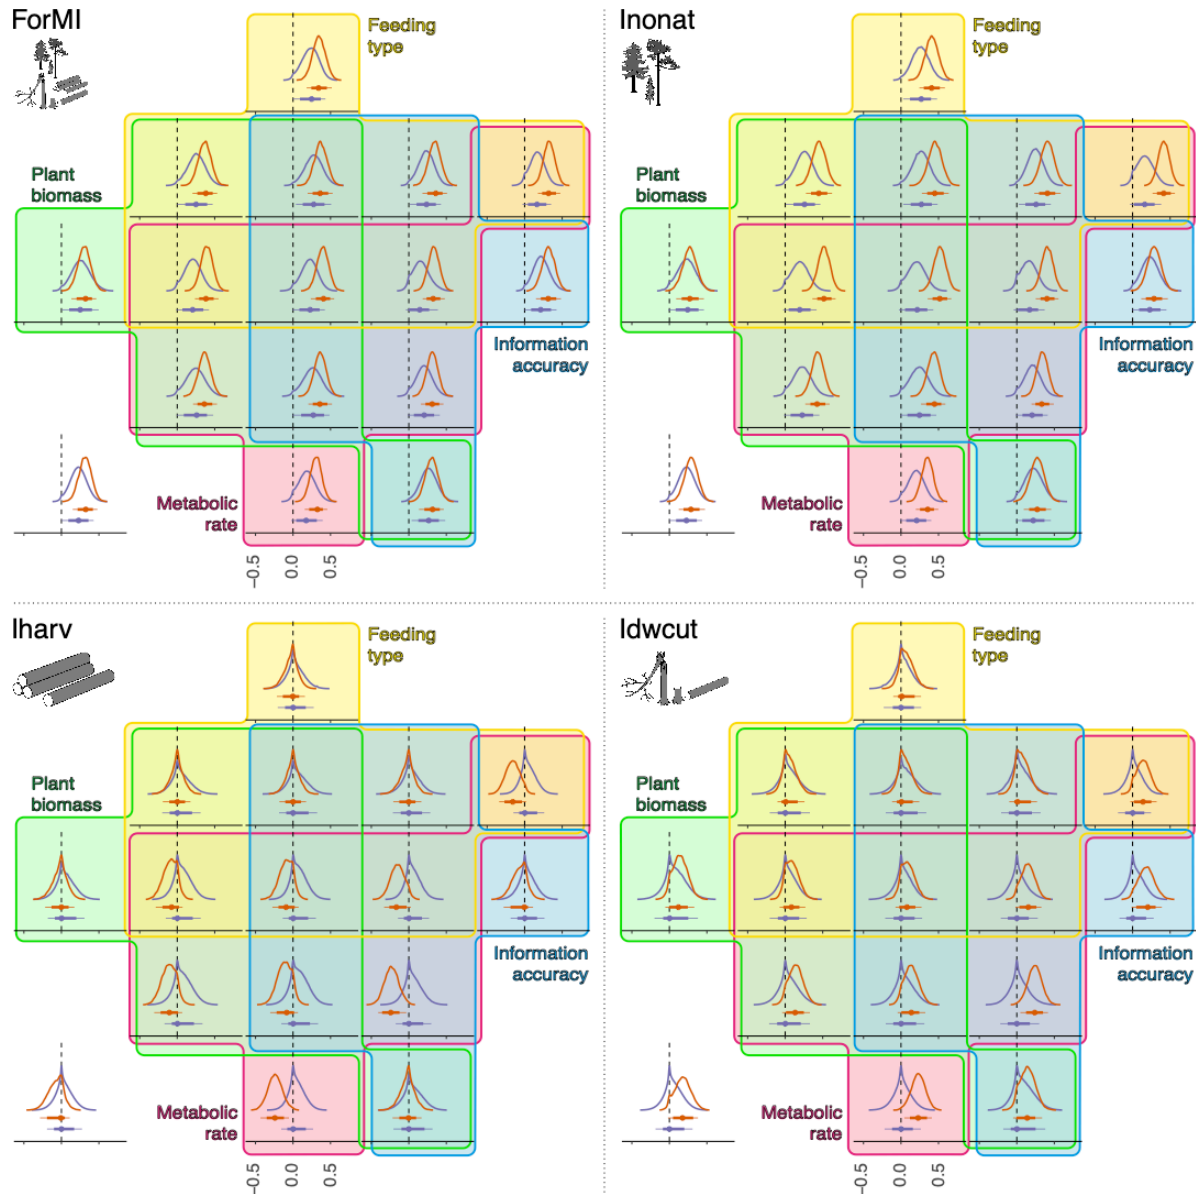 ForMI
Feeding
type
Plant
biomass
Information
accuracy
Metabolic
rate
−0.5
0.0
0.5
Inonat
Feeding
type
Plant
biomass
Information
accuracy
Metabolic
rate
−0.5
0.0
0.5
Iharv
Feeding
type
Plant
biomass
Information
accuracy
Metabolic
rate
−0.5
0.0
0.5
Idwcut
Feeding
type
Plant
biomass
Information
accuracy
Metabolic
rate
−0.5
0.0
0.5